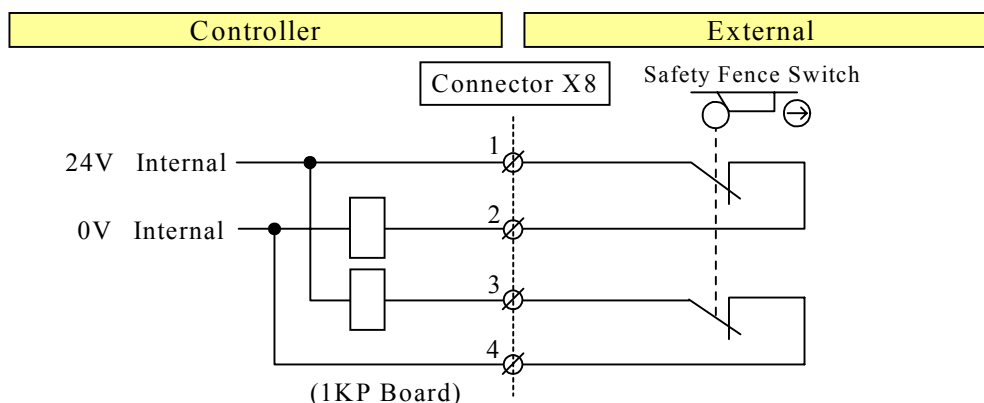 Controller
External
Connector X8
Safety Fence Switch
1
24V Internal
2
0V Internal
3
4
(1KP Board)